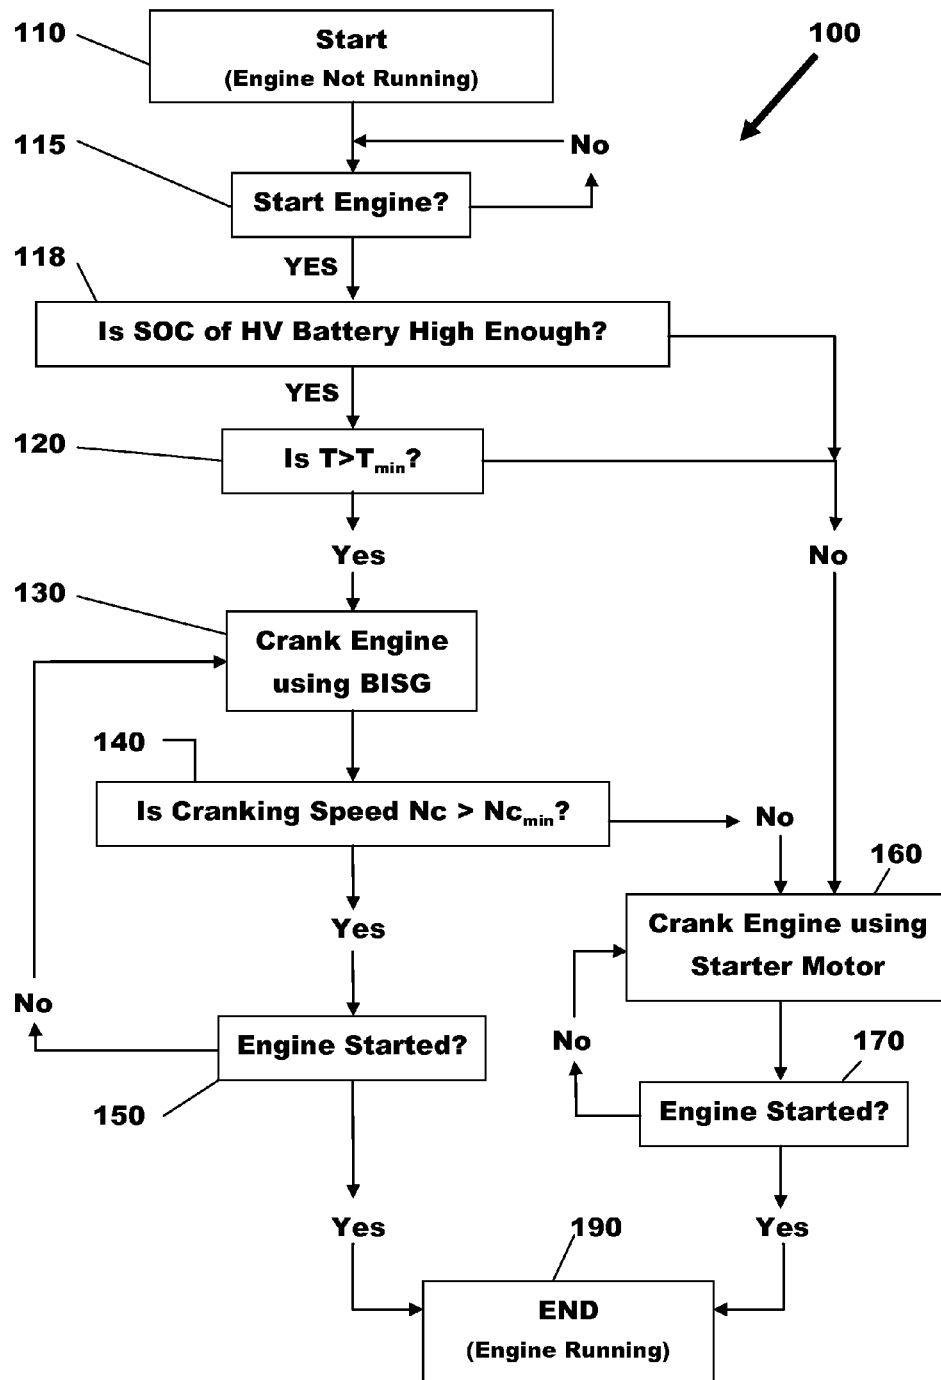 110
Start
(Engine Not Running)
100
115
No
Start Engine?
118
YES
Is SOC of HV Battery High Enough?
YES
120
Is T>Tmin?
Yes
No
130
Crank Engine
using BISG
140
Is Cranking Speed Nc > Ncmin?
No
160
Crank Engine using
Starter Motor
Yes
No
Engine Started?
No
170
150
Engine Started?
Yes
190
Yes
END
(Engine Running)